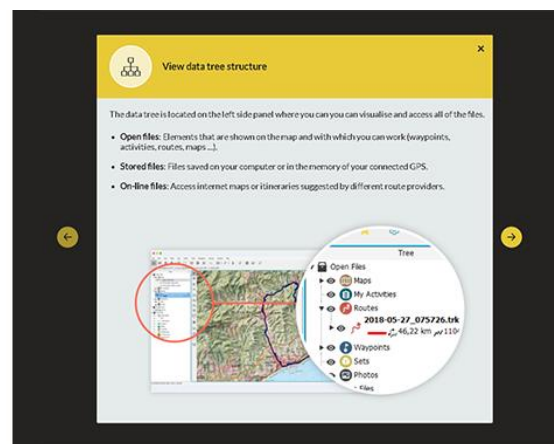 View data tree structure
×
The data tree is located on the left side panel where you can you can visualise and access all of the files.
• Open files: Elements that are shown on the map and with which you can work (waypoints,
activities, routes, maps ...).
• Stored files: Files saved on your computer or in the memory of your connected GPS.
• On-line files: Access internet maps or itineraries suggested by different route providers.
Tree
Open Files
Maps
My Activities
Routes
2018-05-27_075726.trk
46,22 km
Waypoints
Sets
Photos
Files